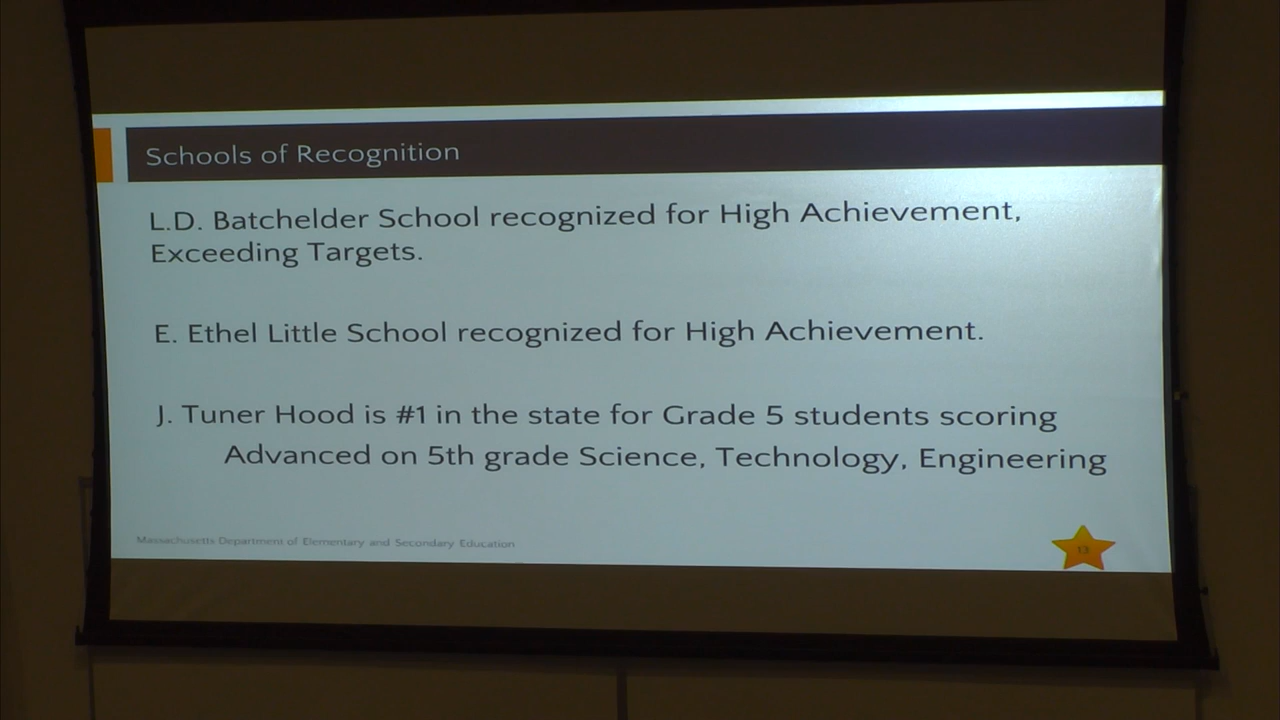 Schools of Recognition
L.D. Batchelder School recognized for High Achievement,
Exceeding Targets.
E. Ethel Little School recognized for High Achievement.
J. Tuner Hood is #1 in the state for Grade 5 students scoring
Advanced on 5th grade Science, Technology, Engineering
Massachusetts Department of Elementary and Secondary Education
13